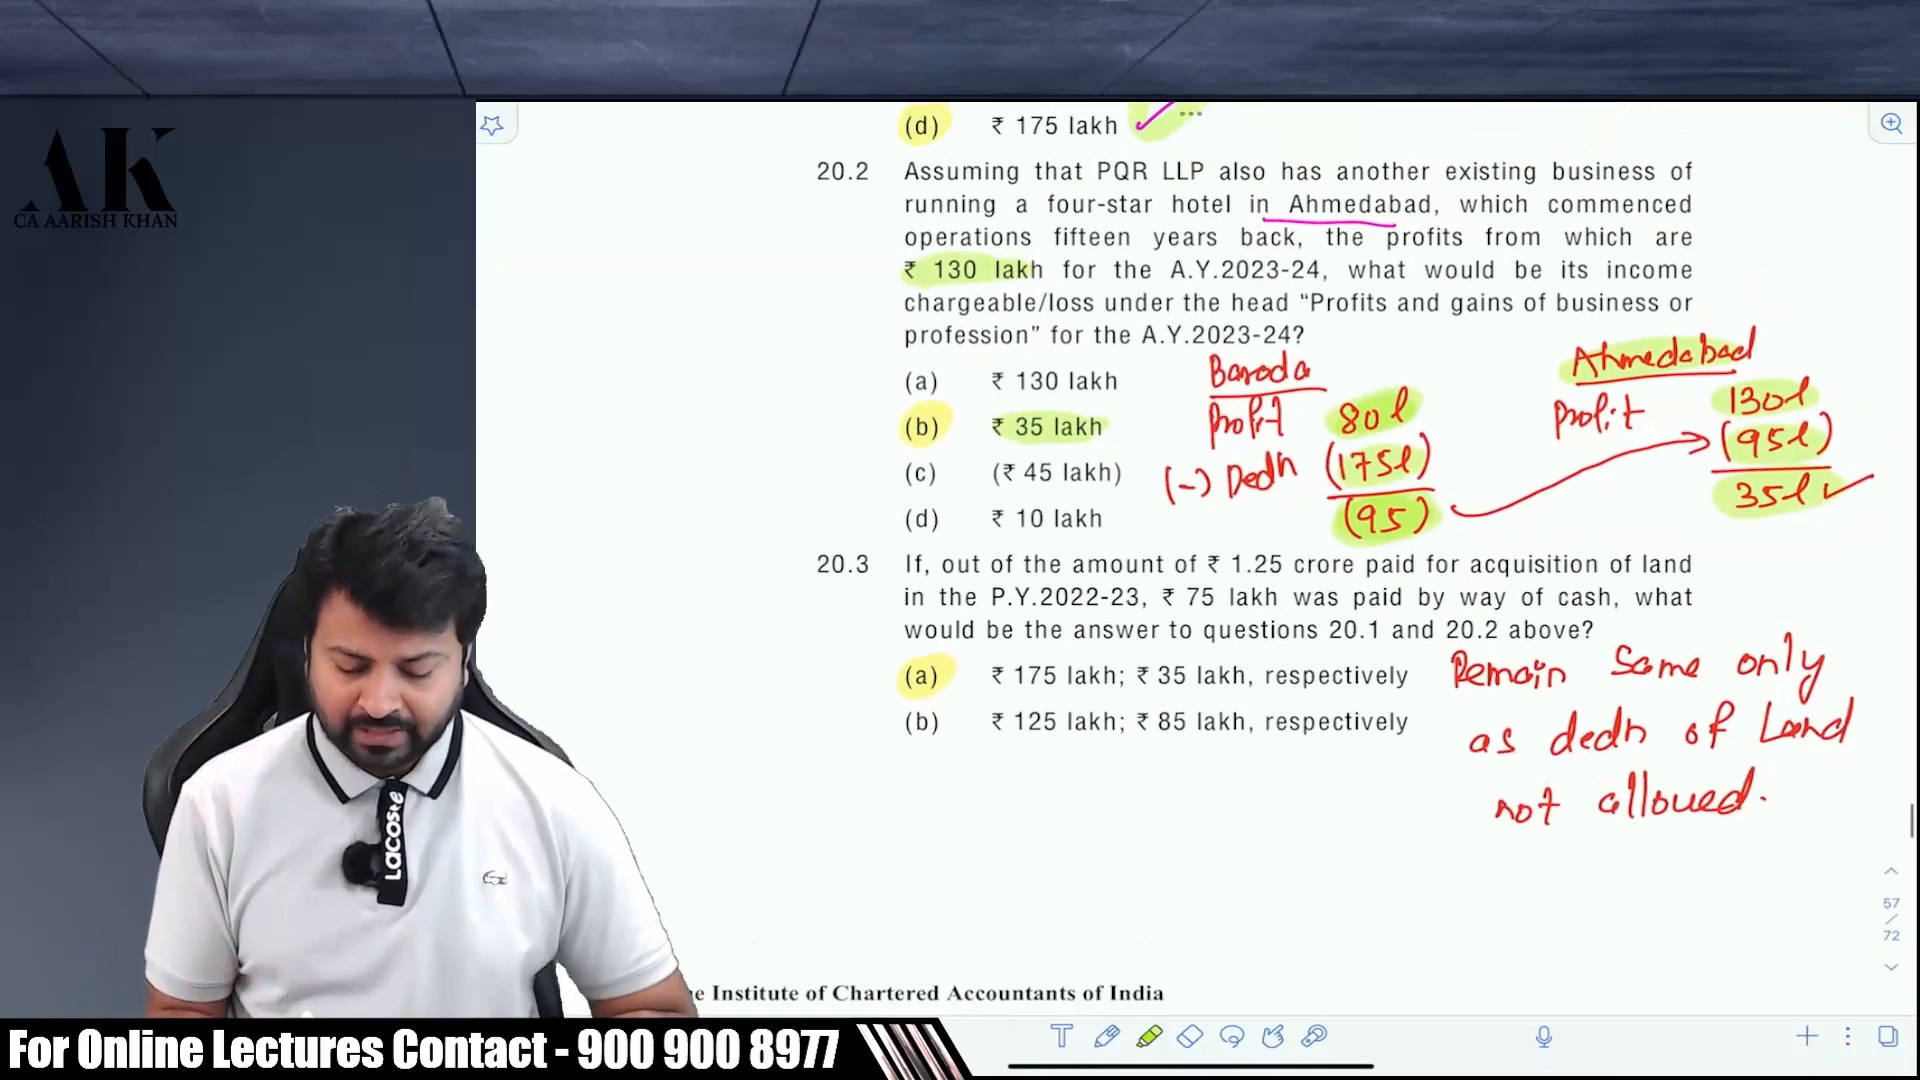 AK
CA AARISH KHAN
(d) ₹ 175 lakh
20.2 Assuming that PQR LLP also has another existing business of
running a four-star hotel in Ahmedabad, which commenced
operations fifteen years back, the profits from which are
₹ 130 lakh for the A.Y.2023-24, what would be its income
chargeable/loss under the head “Profits and gains of business or
profession” for the A.Y.2023-24?
(a) ₹ 130 lakh
(b) ₹ 35 lakh
(c) (₹ 45 lakh)
(d) ₹ 10 lakh
Baroda
Profit 80l
(-) Dedn (175l)
(95)
Ahmedabad
Profit 130l
(95l)
35l
20.3 If, out of the amount of ₹ 1.25 crore paid for acquisition of land
in the P.Y.2022-23, ₹ 75 lakh was paid by way of cash, what
would be the answer to questions 20.1 and 20.2 above?
(a) ₹ 175 lakh; ₹ 35 lakh, respectively
(b) ₹ 125 lakh; ₹ 85 lakh, respectively
Remain same only
as dedn of Land
not allowed.
57
/
72
e Institute of Chartered Accountants of India
Lacoste
For Online Lectures Contact - 900 900 8977